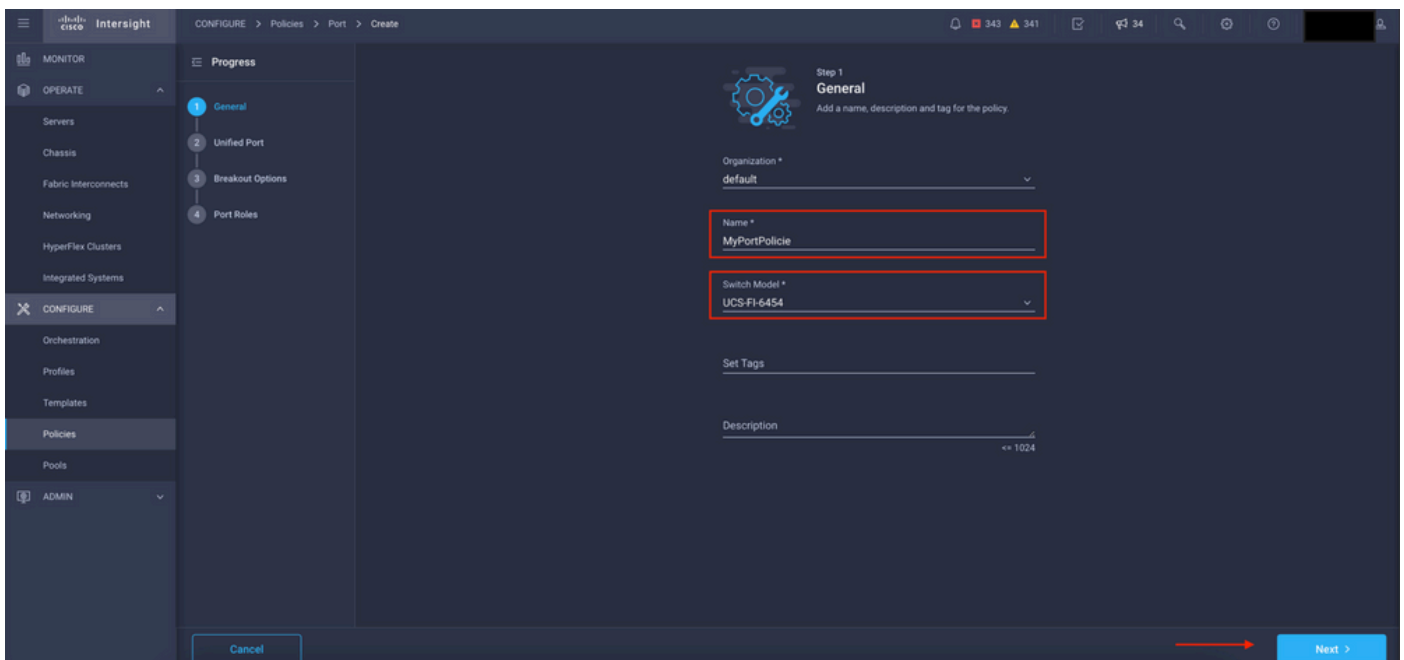 cisco Intersight
CONFIGURE > Policies > Port > Create
343 341
34
MONITOR
OPERATE
Servers
Chassis
Fabric Interconnects
Networking
HyperFlex Clusters
Integrated Systems
CONFIGURE
Orchestration
Profiles
Templates
Policies
Pools
ADMIN
Progress
1 General
2 Unified Port
3 Breakout Options
4 Port Roles
Step 1
General
Add a name, description and tag for the policy.
Organization *
default
Name *
MyPortPolicie
Switch Model *
UCS-FI-6454
Set Tags
Description
<= 1024
Cancel
Next >